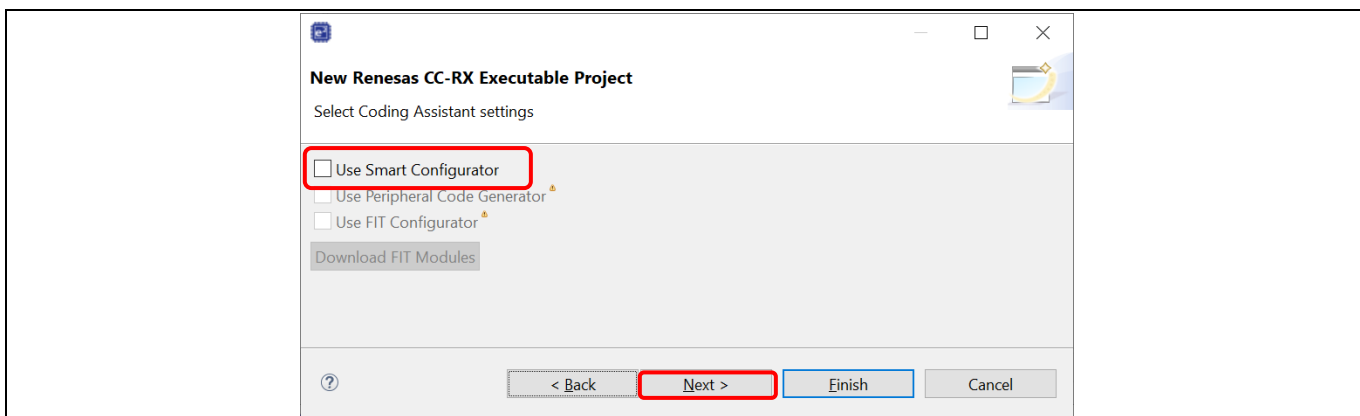 New Renesas CC-RX Executable Project
Select Coding Assistant settings
Use Smart Configurator
Use Peripheral Code Generator
Use FIT Configurator
Download FIT Modules
? < Back Next > Finish Cancel